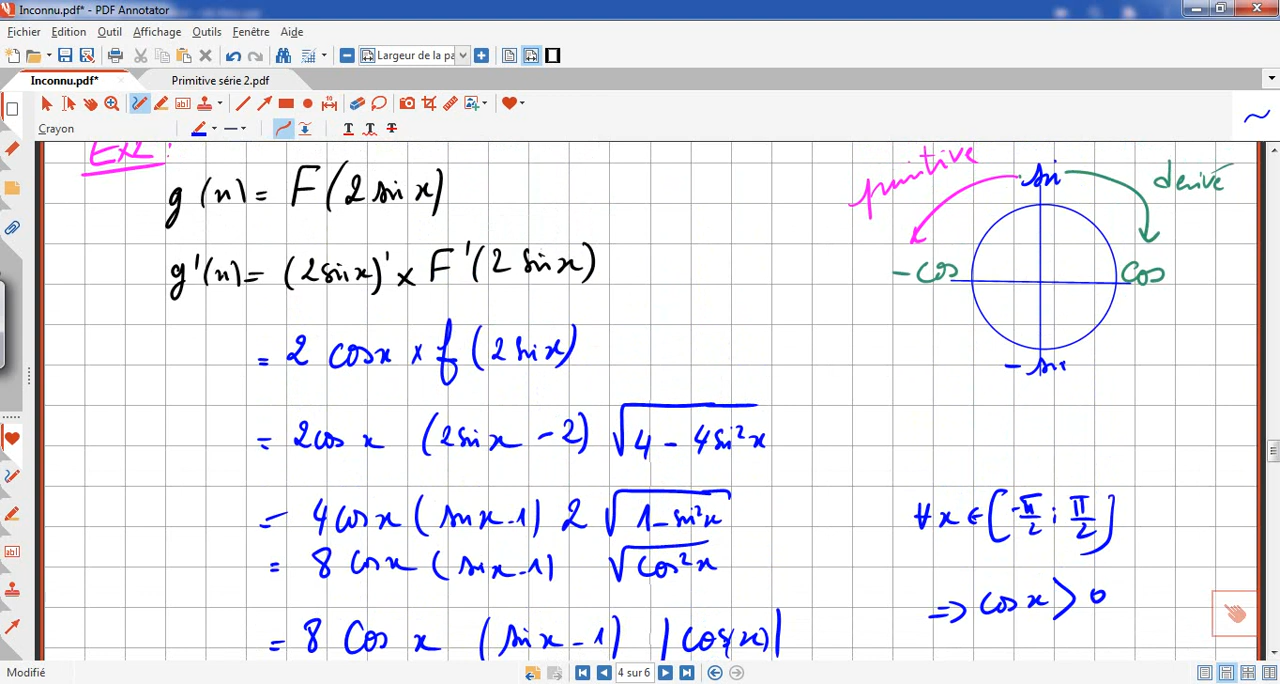 Inconnu.pdf* - PDF Annotator
Fichier Edition Outil Affichage Outils Fenêtre Aide
Largeur de la pa
Inconnu.pdf* Primitive série 2.pdf
Crayon
Ex2 :
g(x) = F(2 sin x)
g'(x) = (2sin x)' × F'(2 sin x)
= 2 cos x × f(2 sin x)
= 2cos x (2sin x - 2) √(4 - 4sin²x)
= 4cos x (sin x - 1) 2 √(1 - sin²x)
= 8 cos x (sin x - 1) √(cos²x)
= 8 cos x (sin x - 1) |cos(x)|
primitive
sin
derivé
- cos
cos
- sin
∀x ∈ [-π/2 ; π/2]
⇒ cos x > 0
Modifié
4 sur 6